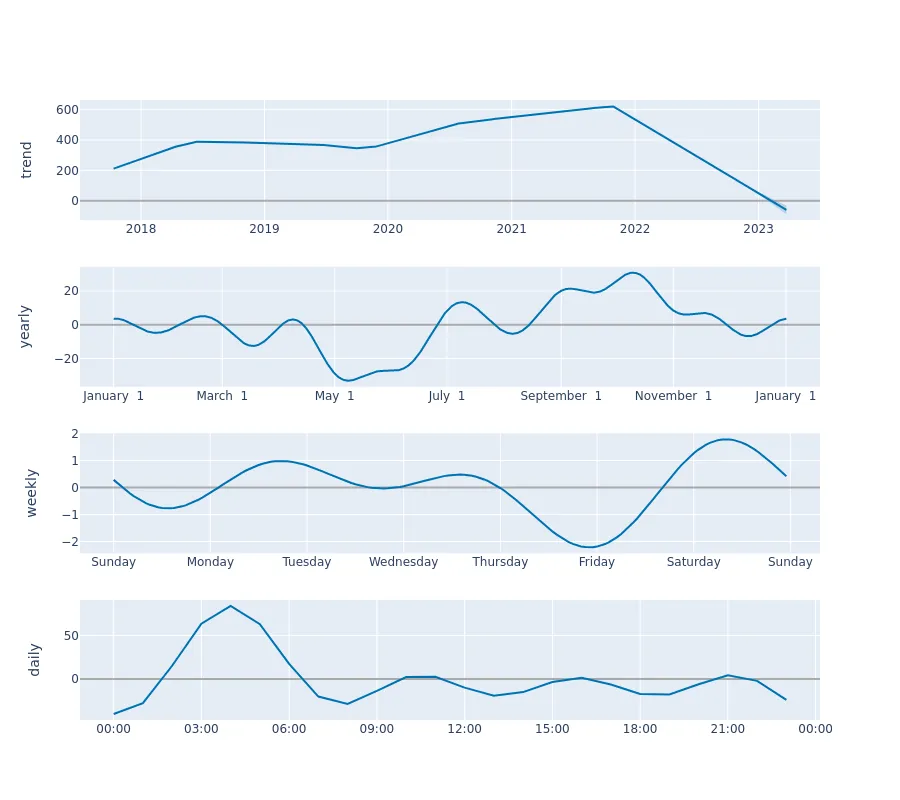 trend
600
400
200
0
2018 2019 2020 2021 2022 2023
yearly
20
0
−20
January 1 March 1 May 1 July 1 September 1 November 1 January 1
weekly
2
1
0
−1
−2
Sunday Monday Tuesday Wednesday Thursday Friday Saturday Sunday
daily
50
0
00:00 03:00 06:00 09:00 12:00 15:00 18:00 21:00 00:00